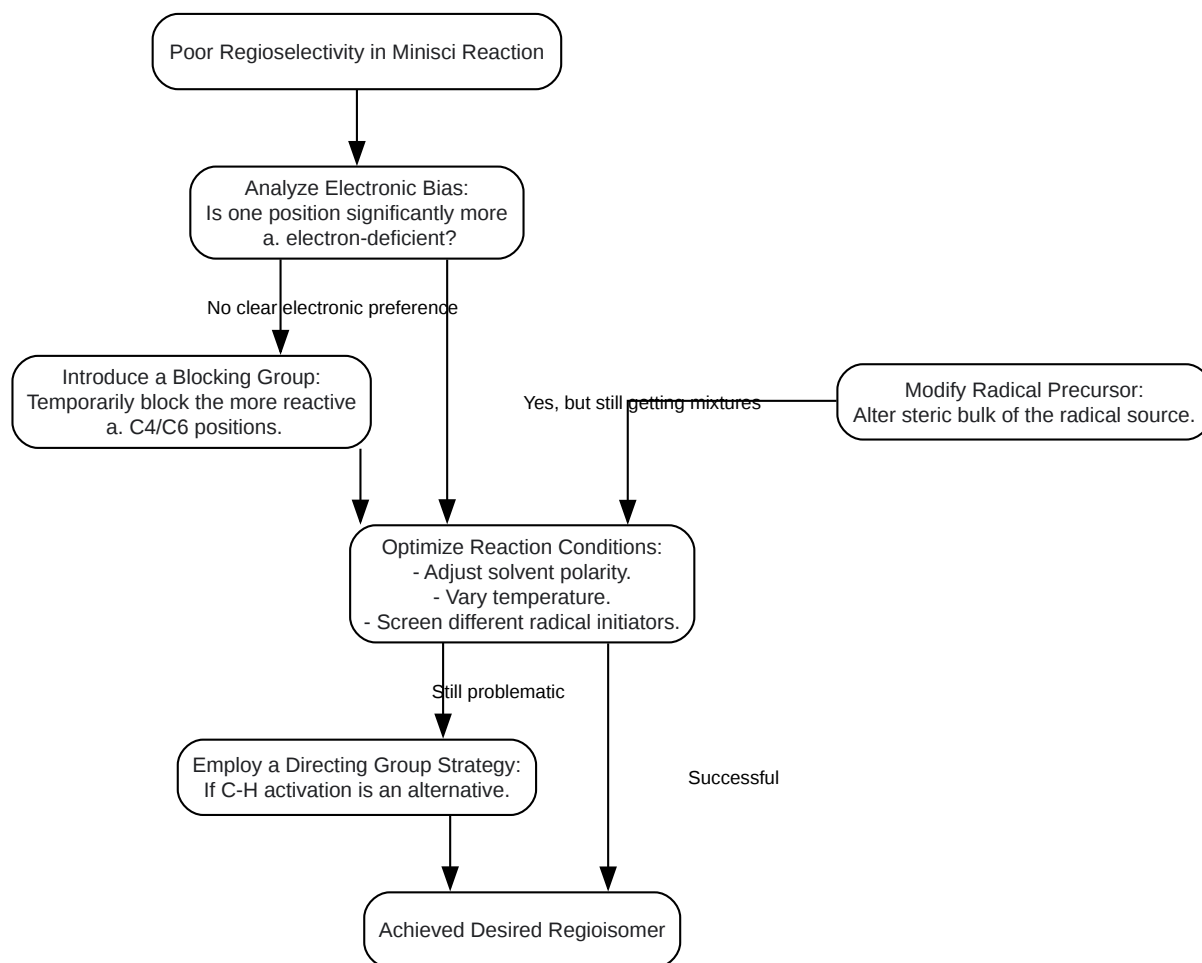 Poor Regioselectivity in Minisci Reaction
Analyze Electronic Bias:
Is one position significantly more
a. electron-deficient?
No clear electronic preference
Introduce a Blocking Group:
Temporarily block the more reactive
a. C4/C6 positions.
Yes, but still getting mixtures
Modify Radical Precursor:
Alter steric bulk of the radical source.
Optimize Reaction Conditions:
- Adjust solvent polarity.
- Vary temperature.
- Screen different radical initiators.
Still problematic
Employ a Directing Group Strategy:
If C-H activation is an alternative.
Successful
Achieved Desired Regioisomer